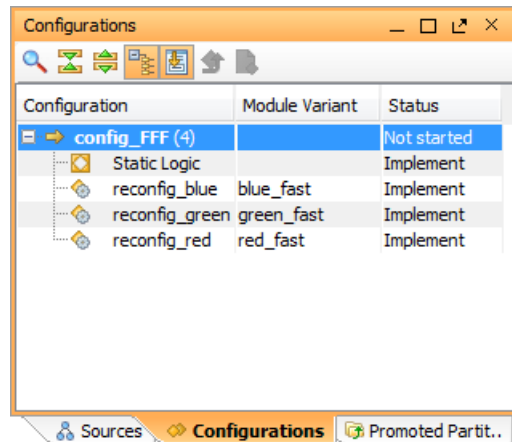 Configurations
Configuration Module Variant Status
config_FFF (4) Not started
Static Logic Implement
reconfig_blue blue_fast Implement
reconfig_green green_fast Implement
reconfig_red red_fast Implement
Sources Configurations Promoted Partit..